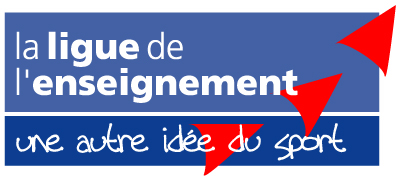 la ligue de
l'enseignement
une autre idée du sport